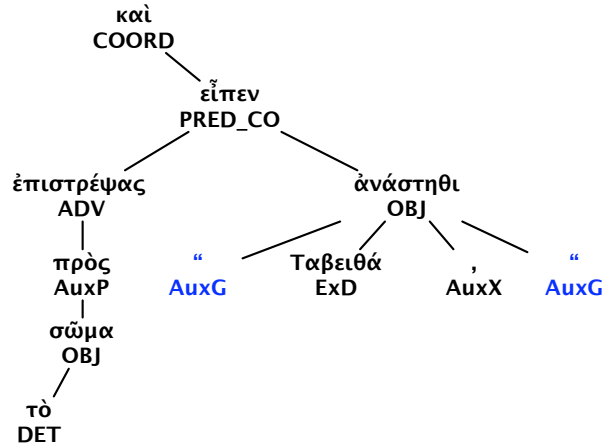 καὶ
COORD
εἶπεν
PRED_CO
ἐπιστρέψας
ADV
ἀνάστηθι
OBJ
πρὸς
AuxP
“
AuxG
Ταβειθά
ExD
,
AuxX
“
AuxG
σῶμα
OBJ
τὸ
DET